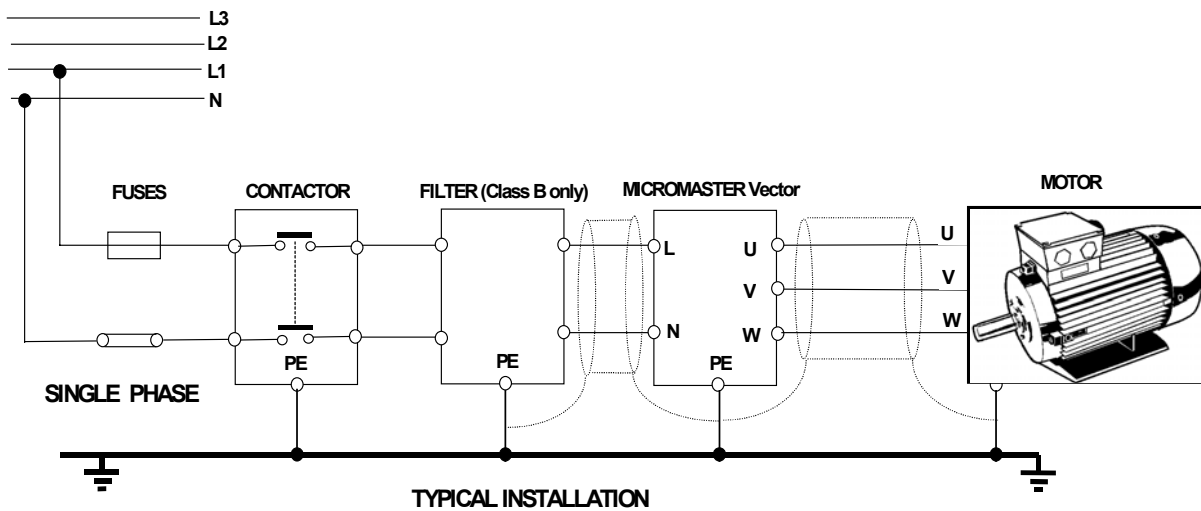 L3
L2
L1
N
FUSES
CONTACTOR
FILTER (Class B only)
MICROMASTER Vector
MOTOR
L
U
U
V
V
N
W
W
PE
PE
PE
SINGLE PHASE
TYPICAL INSTALLATION